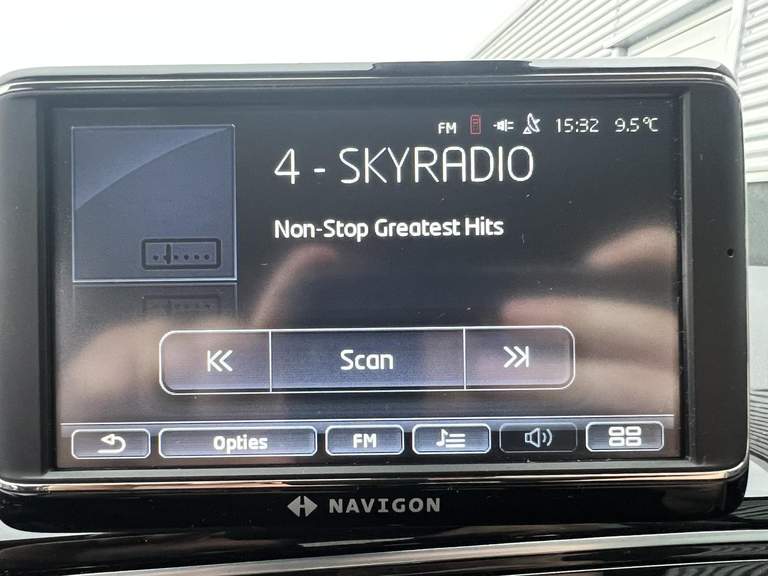 FM 15:32 9.5°C
4 - SKYRADIO
Non-Stop Greatest Hits
Scan
Opties FM
NAVIGON